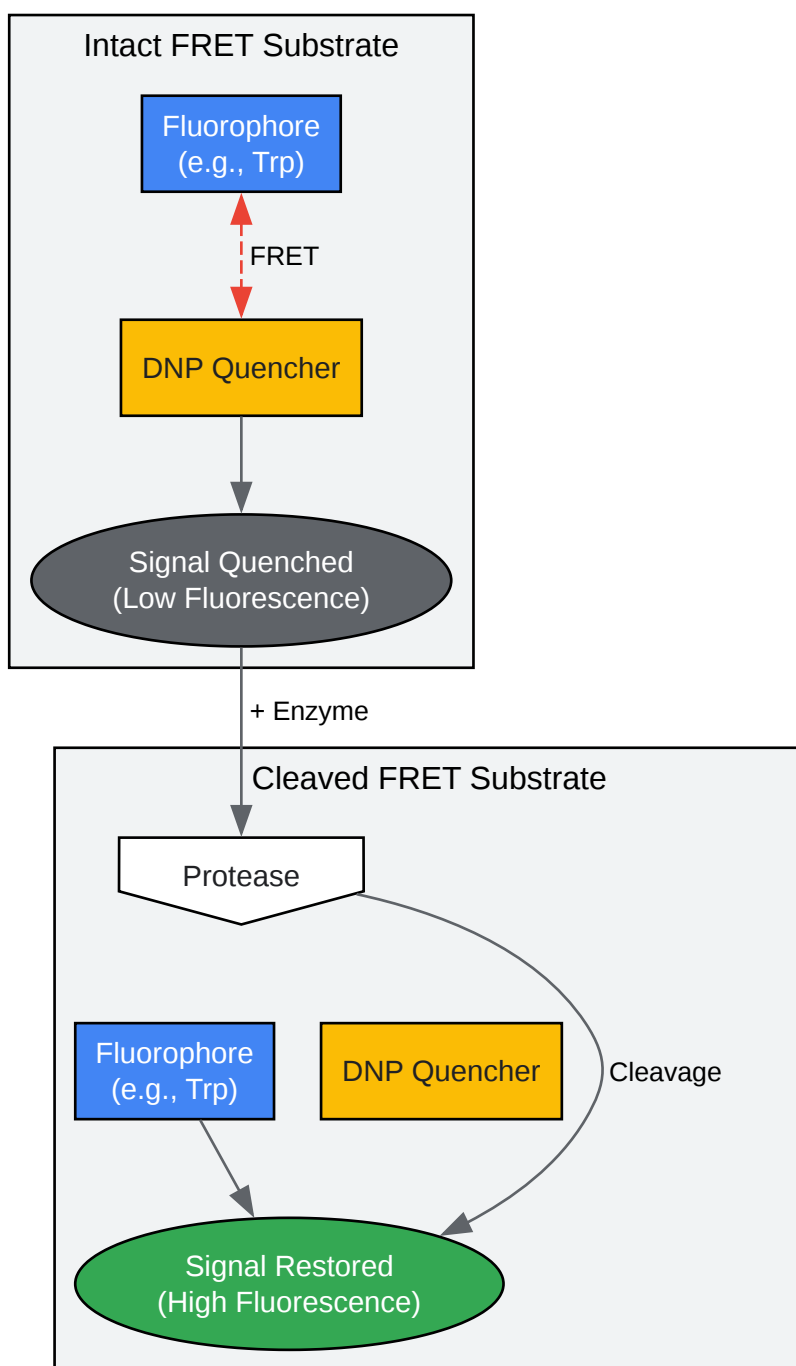 Intact FRET Substrate
Fluorophore
(e.g., Trp)
FRET
DNP Quencher
Signal Quenched
(Low Fluorescence)
+ Enzyme
Cleaved FRET Substrate
Protease
Fluorophore
(e.g., Trp)
DNP Quencher
Cleavage
Signal Restored
(High Fluorescence)